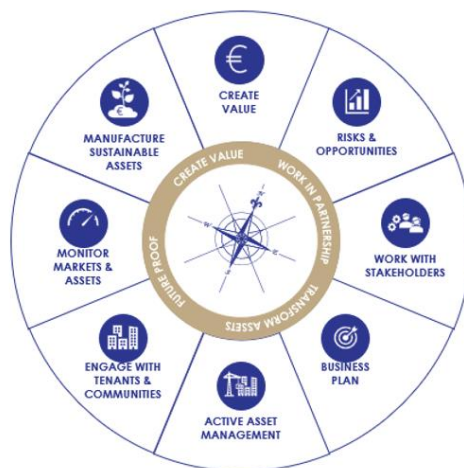 CREATE
VALUE
RISKS &
OPPORTUNITIES
WORK WITH
STAKEHOLDERS
BUSINESS
PLAN
ACTIVE ASSET
MANAGEMENT
ENGAGE WITH
TENANTS &
COMMUNITIES
MONITOR
MARKETS &
ASSETS
MANUFACTURE
SUSTAINABLE
ASSETS
CREATE VALUE
WORK IN PARTNERSHIP
TRANSFORM ASSETS
FUTURE PROOF
€
€